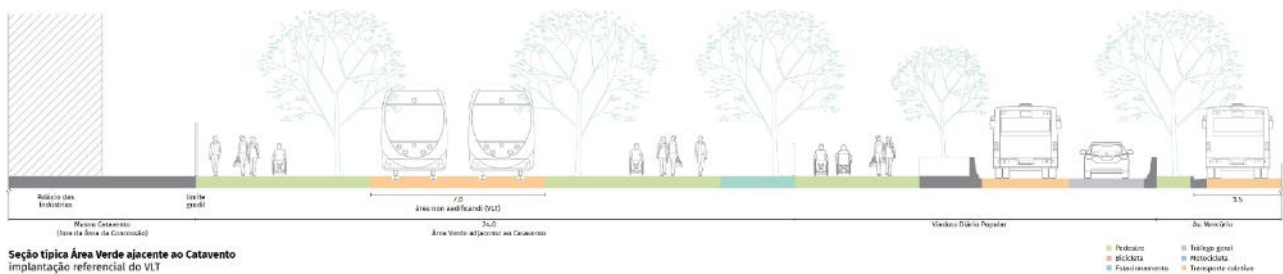 Palácio das
Indústrias
limite
gradil
7.0
área non aedificandi (VLT)
3.5
Museu Catavento
(fora da Área da Concessão)
24.0
Área Verde adjacente ao Catavento
Viaduto Diário Popular
Av. Mercúrio
Seção típica Área Verde ajacente ao Catavento
implantação referencial do VLT
Pedestre
Bicicleta
Estacionamento
Tráfego geral
Motocicleta
Transporte coletivo